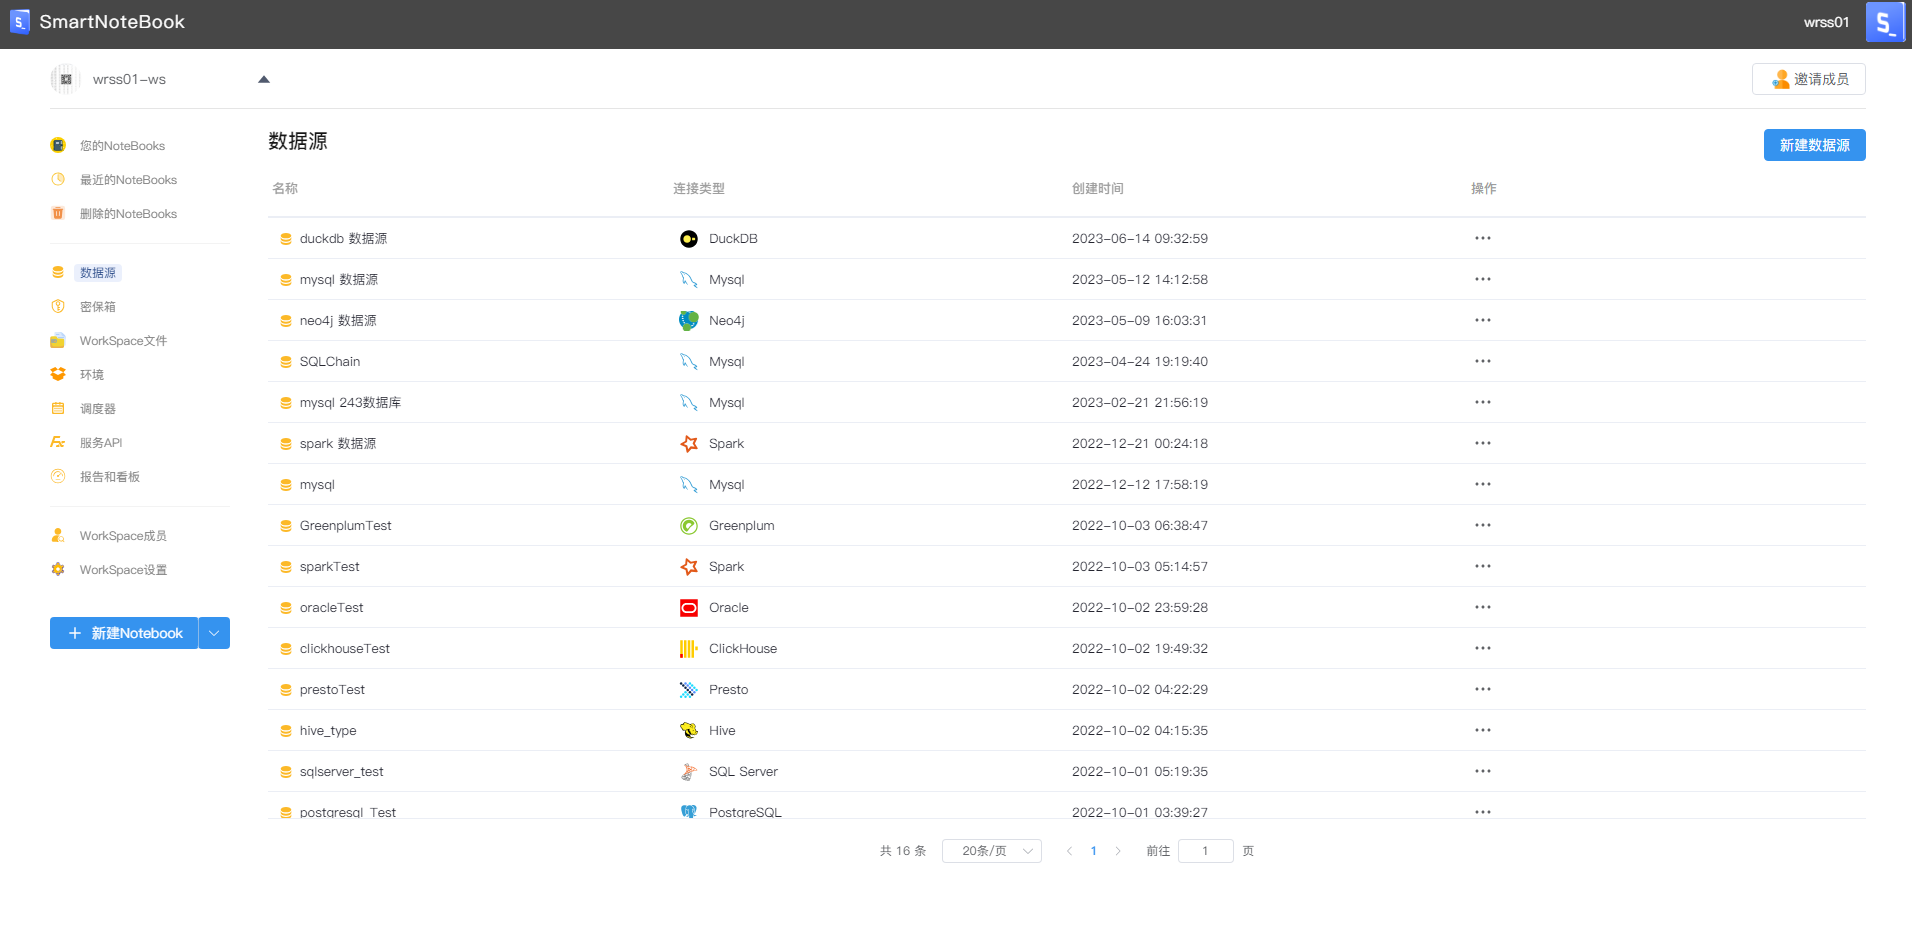 SmartNoteBook
wrss01
wrss01-ws
邀请成员
您的NoteBooks
最近的NoteBooks
删除的NoteBooks
数据源
密保箱
WorkSpace文件
环境
调度器
服务API
报告和看板
WorkSpace成员
WorkSpace设置
新建Notebook
数据源
新建数据源
名称 连接类型 创建时间 操作
duckdb 数据源 DuckDB 2023-06-14 09:32:59 •••
mysql 数据源 Mysql 2023-05-12 14:12:58 •••
neo4j 数据源 Neo4j 2023-05-09 16:03:31 •••
SQLChain Mysql 2023-04-24 19:19:40 •••
mysql 243数据库 Mysql 2023-02-21 21:56:19 •••
spark 数据源 Spark 2022-12-21 00:24:18 •••
mysql Mysql 2022-12-12 17:58:19 •••
GreenplumTest Greenplum 2022-10-03 06:38:47 •••
sparkTest Spark 2022-10-03 05:14:57 •••
oracleTest Oracle 2022-10-02 23:59:28 •••
clickhouseTest ClickHouse 2022-10-02 19:49:32 •••
prestoTest Presto 2022-10-02 04:22:29 •••
hive_type Hive 2022-10-02 04:15:35 •••
sqlserver_test SQL Server 2022-10-01 05:19:35 •••
postgresql_Test PostgreSQL 2022-10-01 03:39:27 •••
共 16 条 20条/页 < 1 > 前往 1 页